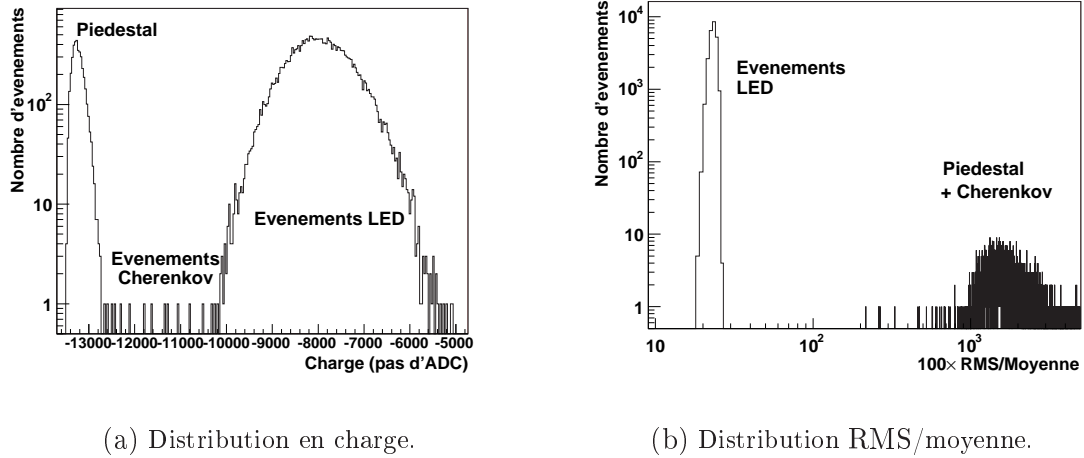 Nombre d'evenements
10²
10
1
Piedestal
Evenements
Cherenkov
Evenements LED
-13000 -12000 -11000 -10000 -9000 -8000 -7000 -6000 -5000
Charge (pas d'ADC)
(a) Distribution en charge.
Nombre d'evenements
10⁴
10³
10²
10
1
Evenements
LED
Piedestal
+ Cherenkov
10 10² 10³
100× RMS/Moyenne
(b) Distribution RMS/moyenne.